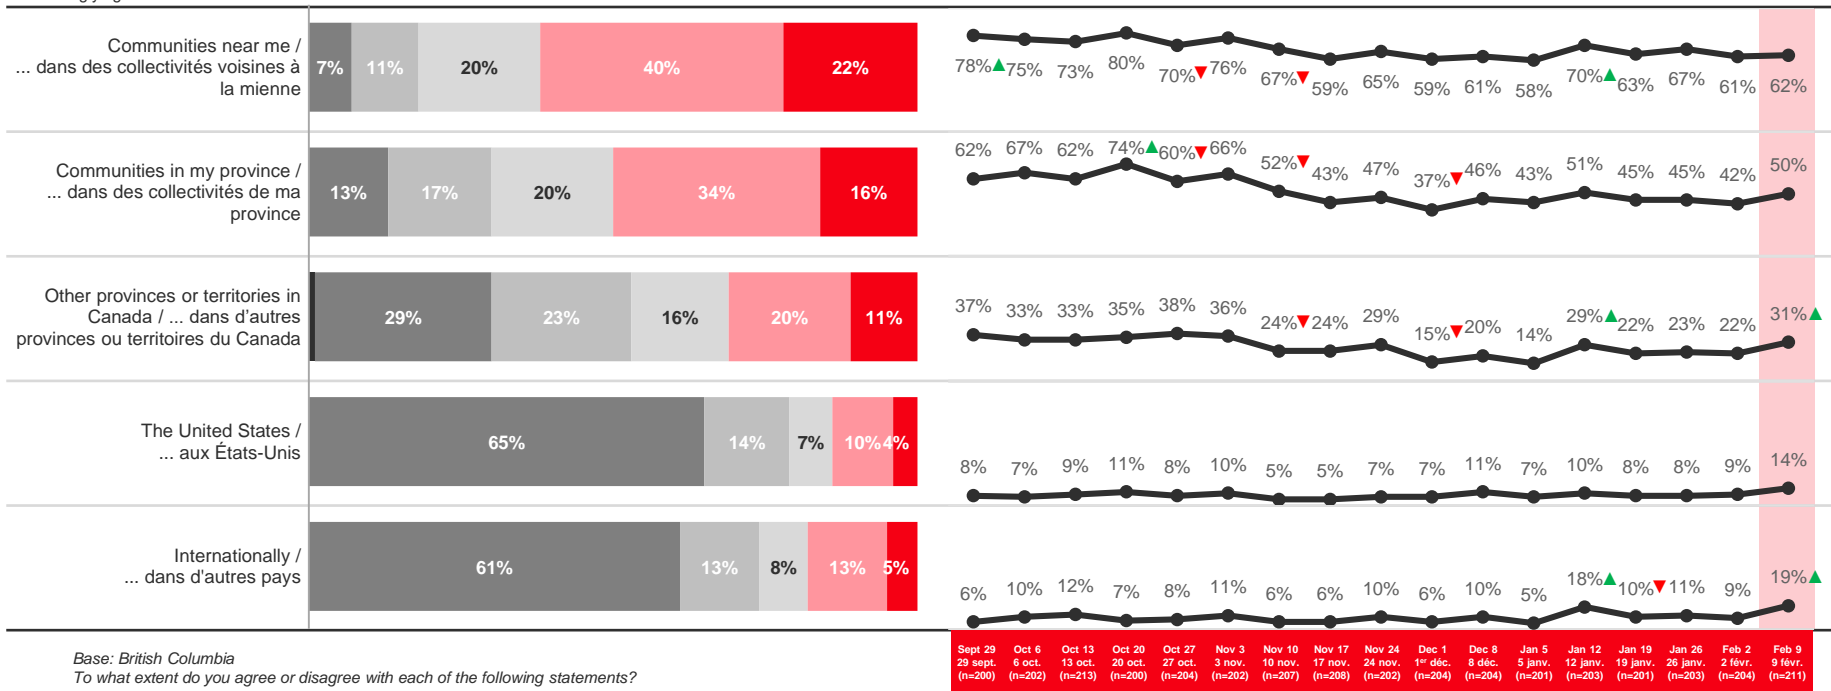 Communities near me /
... dans des collectivités voisines à
la mienne
7% 11% 20% 40% 22%
78% 75% 73% 80% 70% 76% 67% 59% 65% 59% 61% 58% 70% 63% 67% 61% 62%
Communities in my province /
... dans des collectivités de ma
province
13% 17% 20% 34% 16%
62% 67% 62% 74% 60% 66% 52% 43% 47% 37% 46% 43% 51% 45% 45% 42% 50%
Other provinces or territories in
Canada / ... dans d’autres
provinces ou territoires du Canada
29% 23% 16% 20% 11%
37% 33% 33% 35% 38% 36% 24% 24% 29% 15% 20% 14% 29% 22% 23% 22% 31%
The United States /
... aux États-Unis
65% 14% 7% 10% 4%
8% 7% 9% 11% 8% 10% 5% 5% 7% 7% 11% 7% 10% 8% 8% 9% 14%
Internationally /
... dans d'autres pays
61% 13% 8% 13% 5%
6% 10% 12% 7% 8% 11% 6% 6% 10% 6% 10% 5% 18% 10% 11% 9% 19%
Sept 29 Oct 6 Oct 13 Oct 20 Oct 27 Nov 3 Nov 10 Nov 17 Nov 24 Dec 1 Dec 8 Jan 5 Jan 12 Jan 19 Jan 26 Feb 2 Feb 9
29 sept. 6 oct. 13 oct. 20 oct. 27 oct. 3 nov. 10 nov. 17 nov. 24 nov. 1er déc. 8 déc. 5 janv. 12 janv. 19 janv. 26 janv. 2 févr. 9 févr.
(n=200) (n=202) (n=213) (n=200) (n=204) (n=202) (n=207) (n=208) (n=202) (n=204) (n=204) (n=201) (n=203) (n=201) (n=203) (n=204) (n=211)
Base: British Columbia
To what extent do you agree or disagree with each of the following statements?